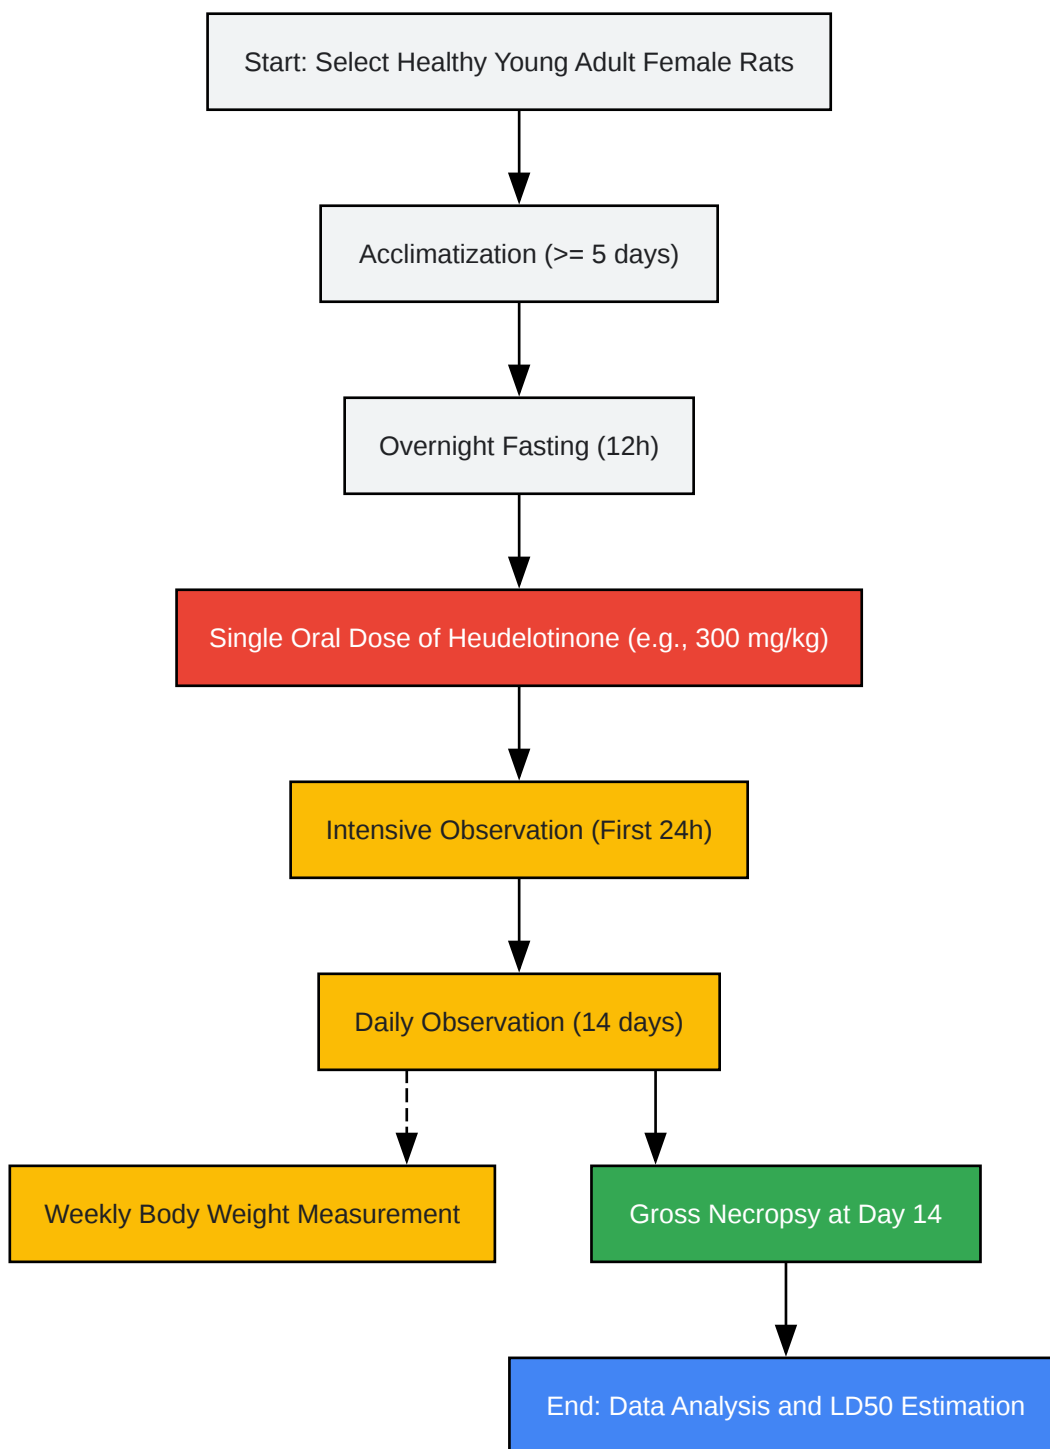 Start: Select Healthy Young Adult Female Rats
Acclimatization (>= 5 days)
Overnight Fasting (12h)
Single Oral Dose of Heudelotinone (e.g., 300 mg/kg)
Intensive Observation (First 24h)
Daily Observation (14 days)
Weekly Body Weight Measurement
Gross Necropsy at Day 14
End: Data Analysis and LD50 Estimation